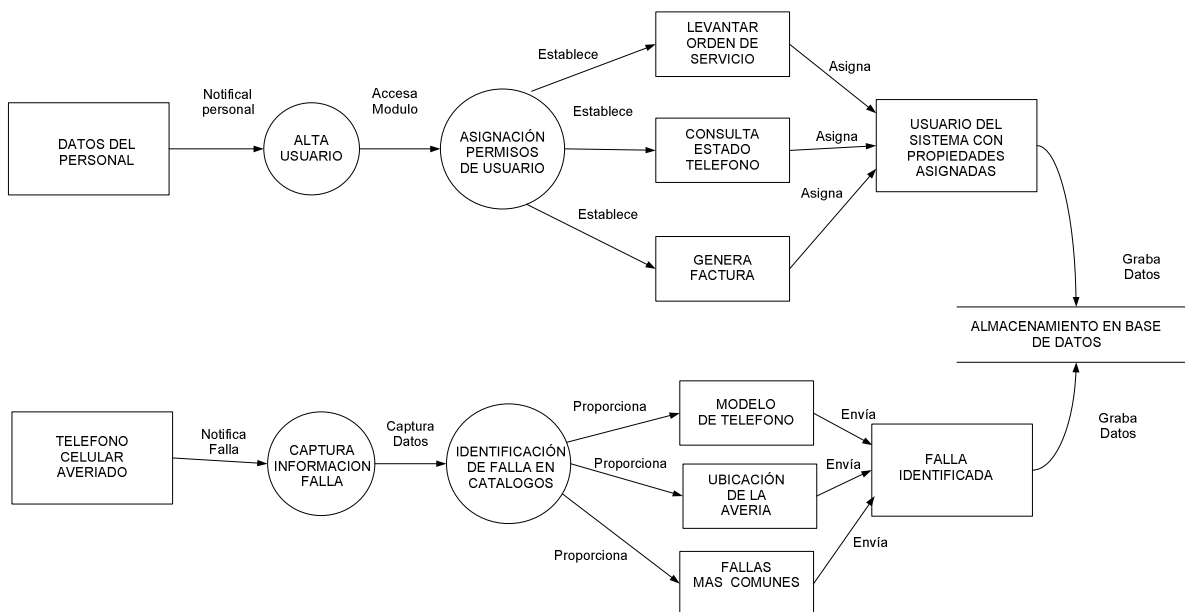 DATOS DEL
PERSONAL
Notifical
personal
ALTA
USUARIO
Accesa
Modulo
ASIGNACIÓN
PERMISOS
DE USUARIO
Establece
Establece
Establece
LEVANTAR
ORDEN DE
SERVICIO
CONSULTA
ESTADO
TELEFONO
GENERA
FACTURA
Asigna
Asigna
Asigna
USUARIO DEL
SISTEMA CON
PROPIEDADES
ASIGNADAS
Graba
Datos
ALMACENAMIENTO EN BASE
DE DATOS
TELEFONO
CELULAR
AVERIADO
Notifica
Falla
CAPTURA
INFORMACION
FALLA
Captura
Datos
IDENTIFICACIÓN
DE FALLA EN
CATALOGOS
Proporciona
Proporciona
Proporciona
MODELO
DE TELEFONO
UBICACIÓN
DE LA
AVERIA
FALLAS
MAS COMUNES
Envía
Envía
Envía
FALLA
IDENTIFICADA
Graba
Datos